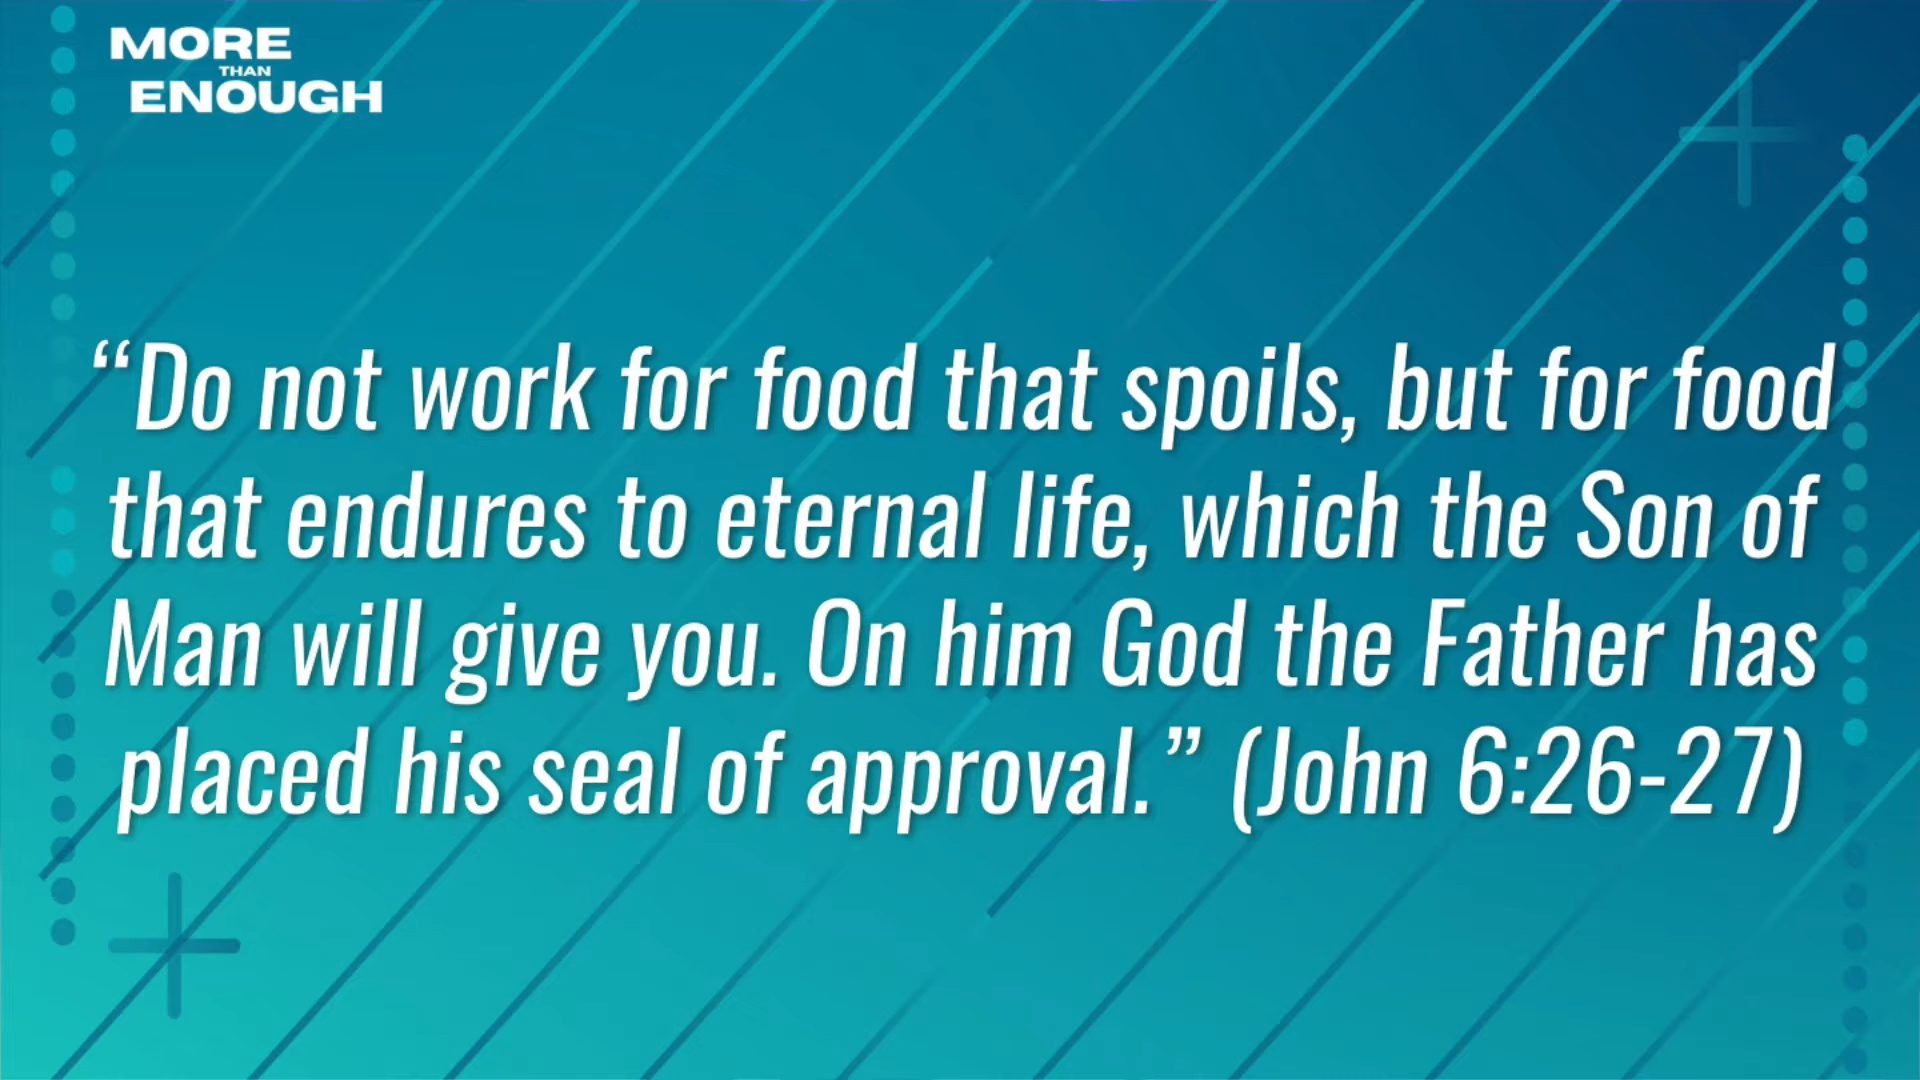 MORE
THAN
ENOUGH
“Do not work for food that spoils, but for food
that endures to eternal life, which the Son of
Man will give you. On him God the Father has
placed his seal of approval.” (John 6:26-27)